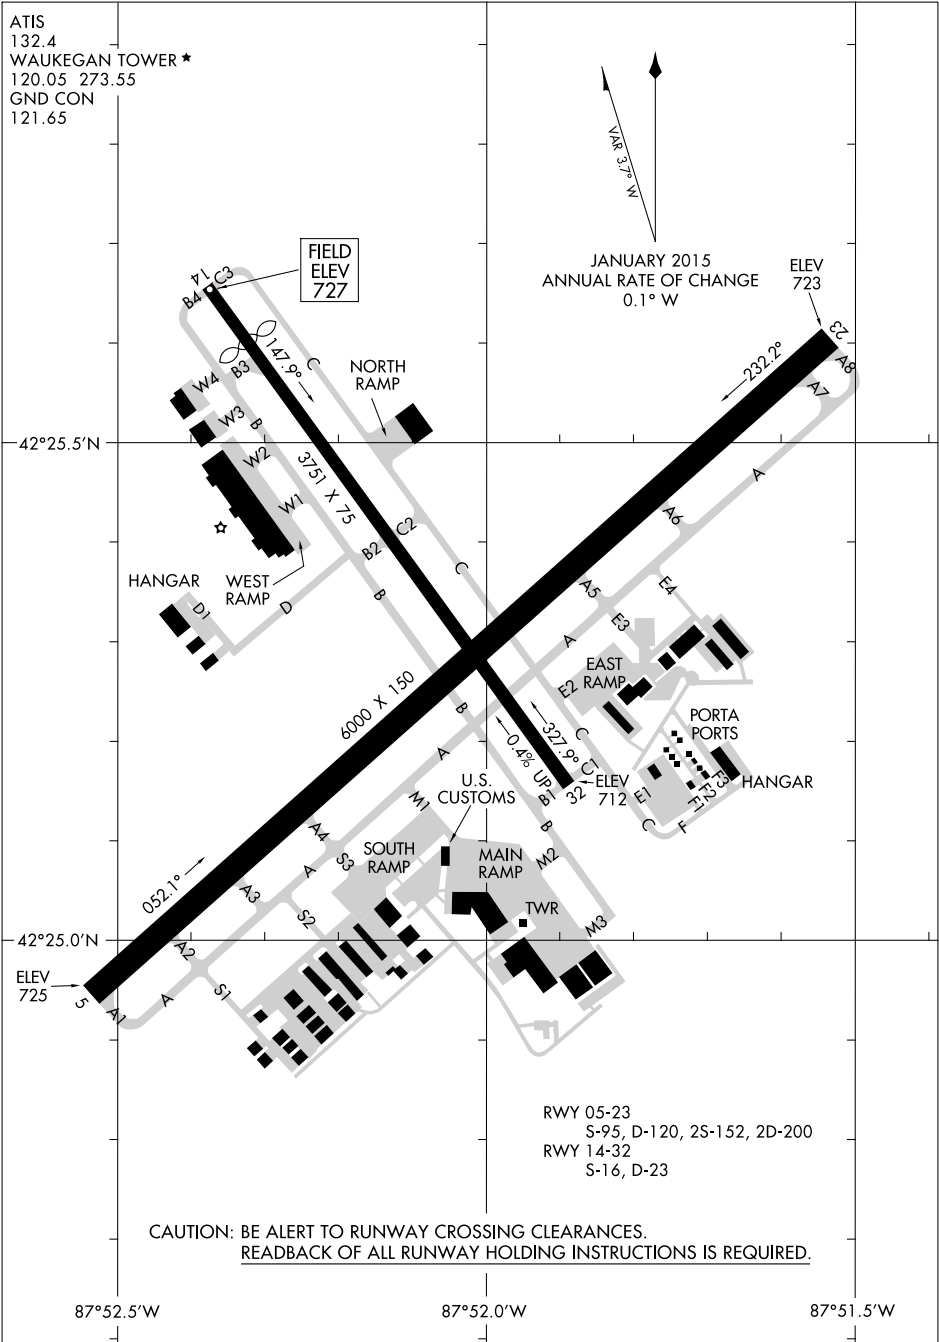 ATIS
132.4
WAUKEGAN TOWER ★
120.05 273.55
GND CON
121.65
VAR 3.7° W
JANUARY 2015
ANNUAL RATE OF CHANGE
0.1° W
FIELD
ELEV
727
ELEV
723
14
C3
B4
23
A8
A7
147.9°
C
232.2°
B3
W4
NORTH
RAMP
W3
B
42°25.5'N
W2
3751 X 75
A
W1
A6
C2
B2
C
HANGAR
WEST
RAMP
D1
D
B
A5
E4
E3
A
EAST
RAMP
E2
6000 X 150
B
C
PORTA
PORTS
327.9°
0.4% UP
A
U.S.
CUSTOMS
C1
ELEV
712
32
B1
HANGAR
E1
F3
F2
F1
F
C
M1
A4
S3
SOUTH
RAMP
MAIN
RAMP
B
M2
A
052.1°
A3
S2
TWR
M3
42°25.0'N
A2
ELEV
725
5
A1
A
S1
RWY 05-23
S-95, D-120, 2S-152, 2D-200
RWY 14-32
S-16, D-23
CAUTION: BE ALERT TO RUNWAY CROSSING CLEARANCES.
READBACK OF ALL RUNWAY HOLDING INSTRUCTIONS IS REQUIRED.
87°52.5'W
87°52.0'W
87°51.5'W